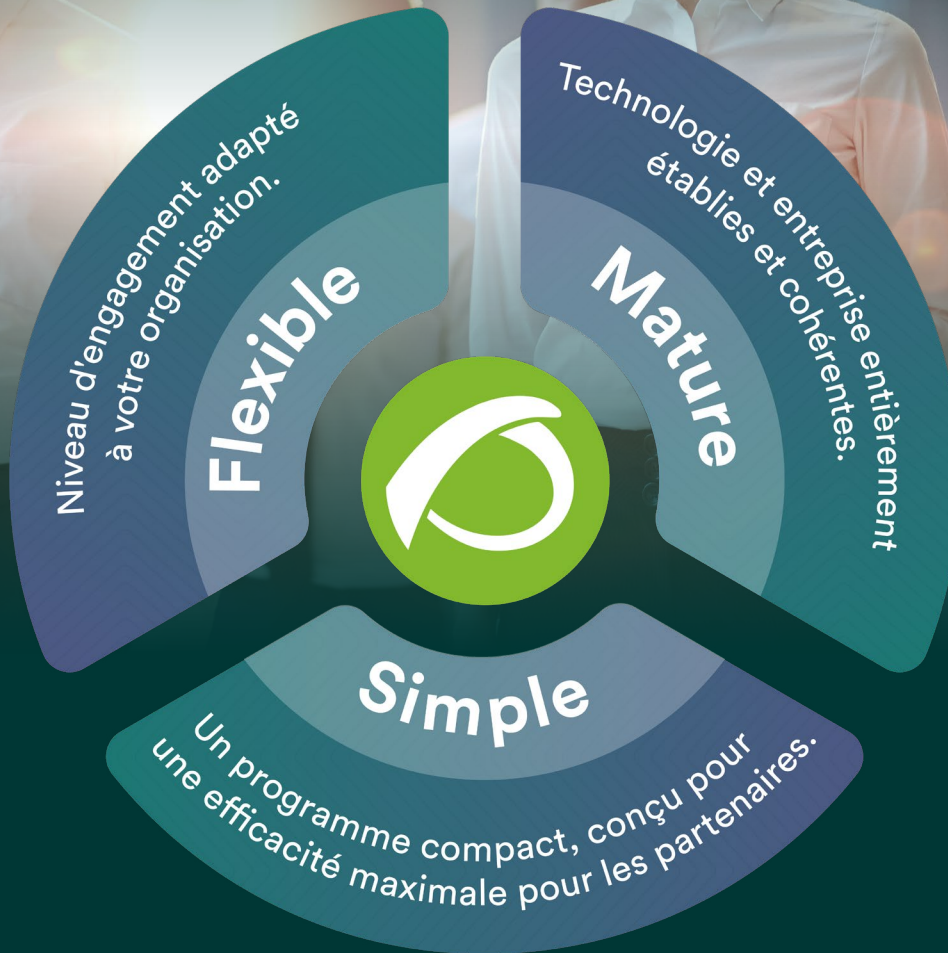 Flexible
Niveau d'engagement adapté
à votre organisation.
Mature
Technologie et entreprise entièrement
établies et cohérentes.
Simple
Un programme compact, conçu pour
une efficacité maximale pour les partenaires.